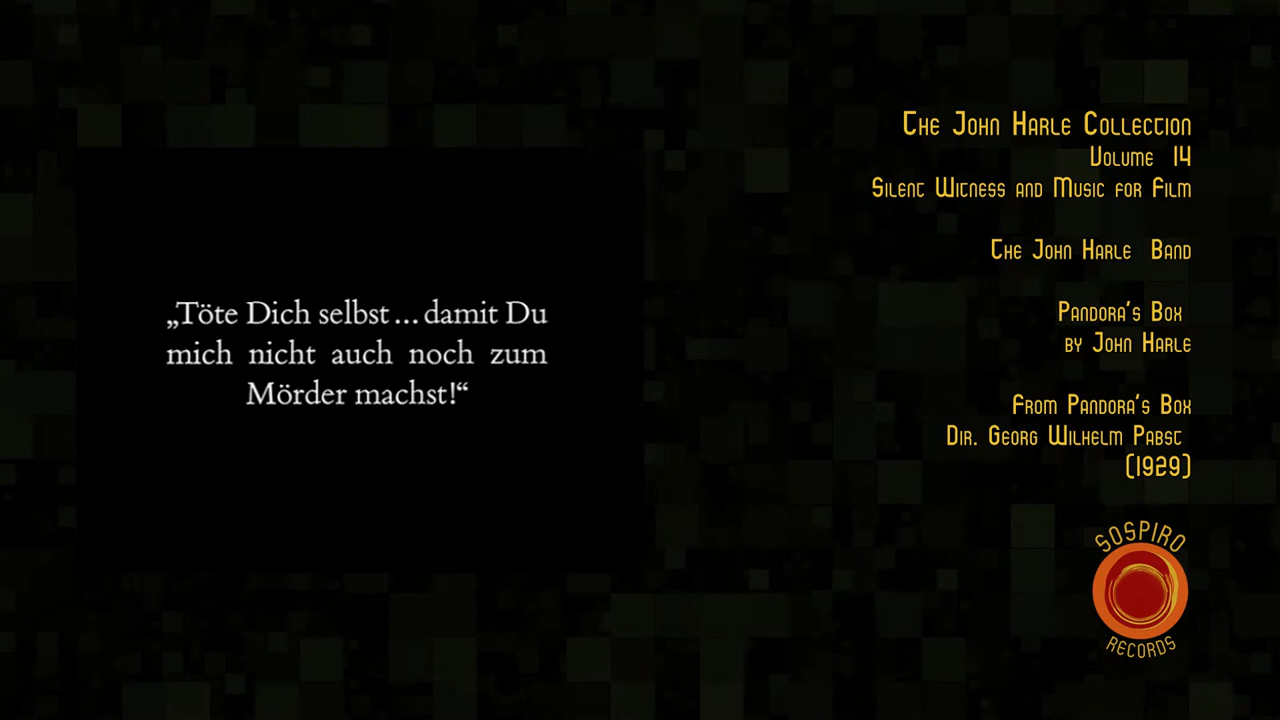 „Töte Dich selbst... damit Du
mich nicht auch noch zum
Mörder machst!“
The John Harle Collection
Volume 14
Silent Witness and Music for Film
The John Harle Band
Pandora's Box
by John Harle
From Pandora's Box
Dir. Georg Wilhelm Pabst
(1929)
SOSPIRO
RECORDS